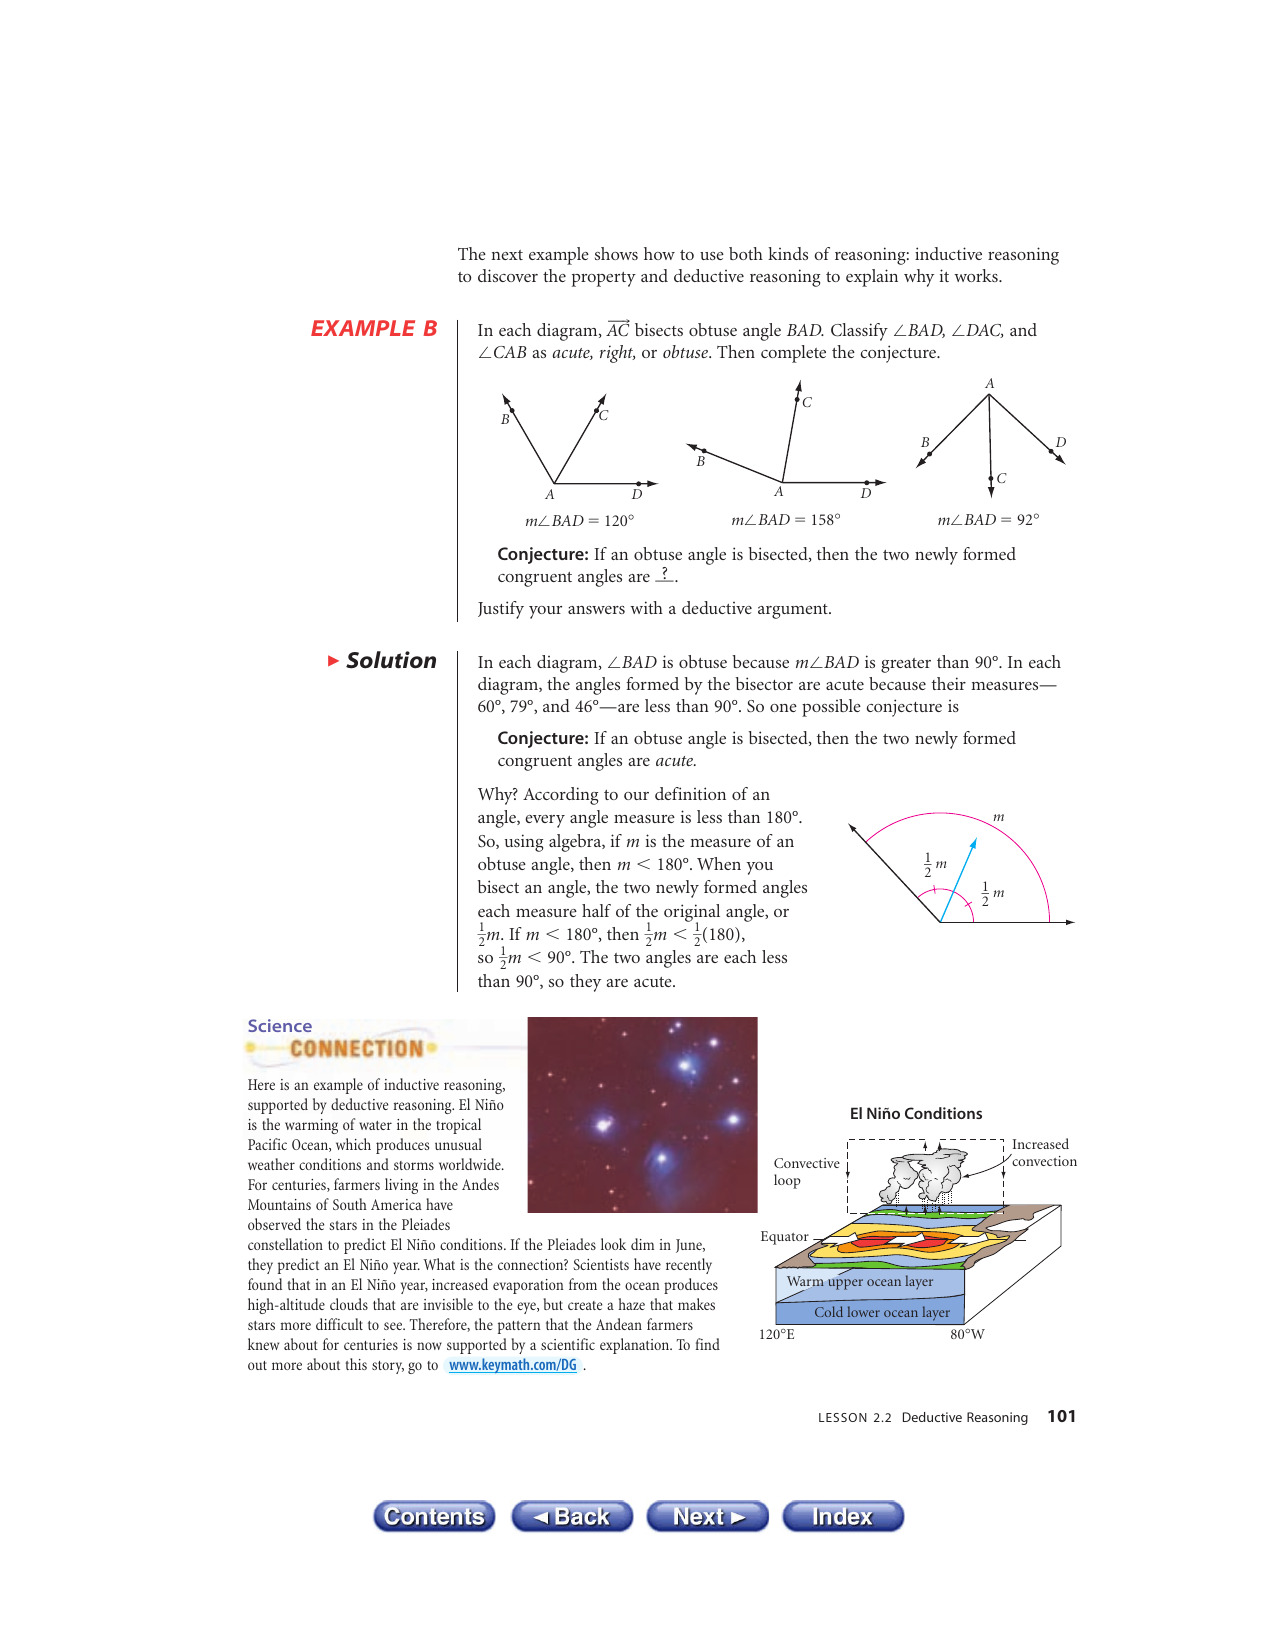 The next example shows how to use both kinds of reasoning: inductive reasoning
to discover the property and deductive reasoning to explain why it works.
EXAMPLE B
In each diagram, AC bisects obtuse angle BAD. Classify ∠BAD, ∠DAC, and
∠CAB as acute, right, or obtuse. Then complete the conjecture.
B
C
A
D
m∠BAD = 120°
B
C
A
D
m∠BAD = 158°
A
B
D
C
m∠BAD = 92°
Conjecture: If an obtuse angle is bisected, then the two newly formed
congruent angles are ?.
Justify your answers with a deductive argument.
▶ Solution
In each diagram, ∠BAD is obtuse because m∠BAD is greater than 90°. In each
diagram, the angles formed by the bisector are acute because their measures—
60°, 79°, and 46°—are less than 90°. So one possible conjecture is
Conjecture: If an obtuse angle is bisected, then the two newly formed
congruent angles are acute.
Why? According to our definition of an
angle, every angle measure is less than 180°.
So, using algebra, if m is the measure of an
obtuse angle, then m < 180°. When you
bisect an angle, the two newly formed angles
each measure half of the original angle, or
1/2 m. If m < 180°, then 1/2 m < 1/2 (180),
so 1/2 m < 90°. The two angles are each less
than 90°, so they are acute.
m
1/2 m
1/2 m
Science
CONNECTION
Here is an example of inductive reasoning,
supported by deductive reasoning. El Niño
is the warming of water in the tropical
Pacific Ocean, which produces unusual
weather conditions and storms worldwide.
For centuries, farmers living in the Andes
Mountains of South America have
observed the stars in the Pleiades
constellation to predict El Niño conditions. If the Pleiades look dim in June,
they predict an El Niño year. What is the connection? Scientists have recently
found that in an El Niño year, increased evaporation from the ocean produces
high-altitude clouds that are invisible to the eye, but create a haze that makes
stars more difficult to see. Therefore, the pattern that the Andean farmers
knew about for centuries is now supported by a scientific explanation. To find
out more about this story, go to www.keymath.com/DG .
El Niño Conditions
Convective
loop
Increased
convection
Equator
Warm upper ocean layer
Cold lower ocean layer
120°E
80°W
LESSON 2.2 Deductive Reasoning 101
Contents
◄ Back
Next ►
Index